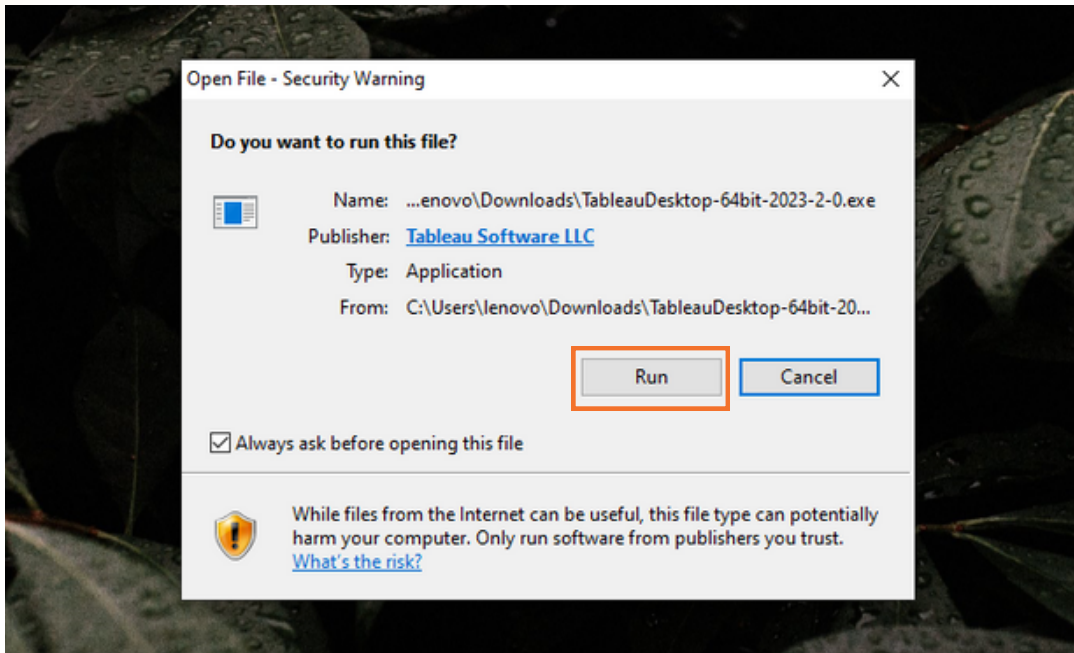 Open File - Security Warning
Do you want to run this file?
Name: ...enovo\Downloads\TableauDesktop-64bit-2023-2-0.exe
Publisher: Tableau Software LLC
Type: Application
From: C:\Users\lenovo\Downloads\TableauDesktop-64bit-20...
Run Cancel
Always ask before opening this file
While files from the Internet can be useful, this file type can potentially
harm your computer. Only run software from publishers you trust.
What's the risk?